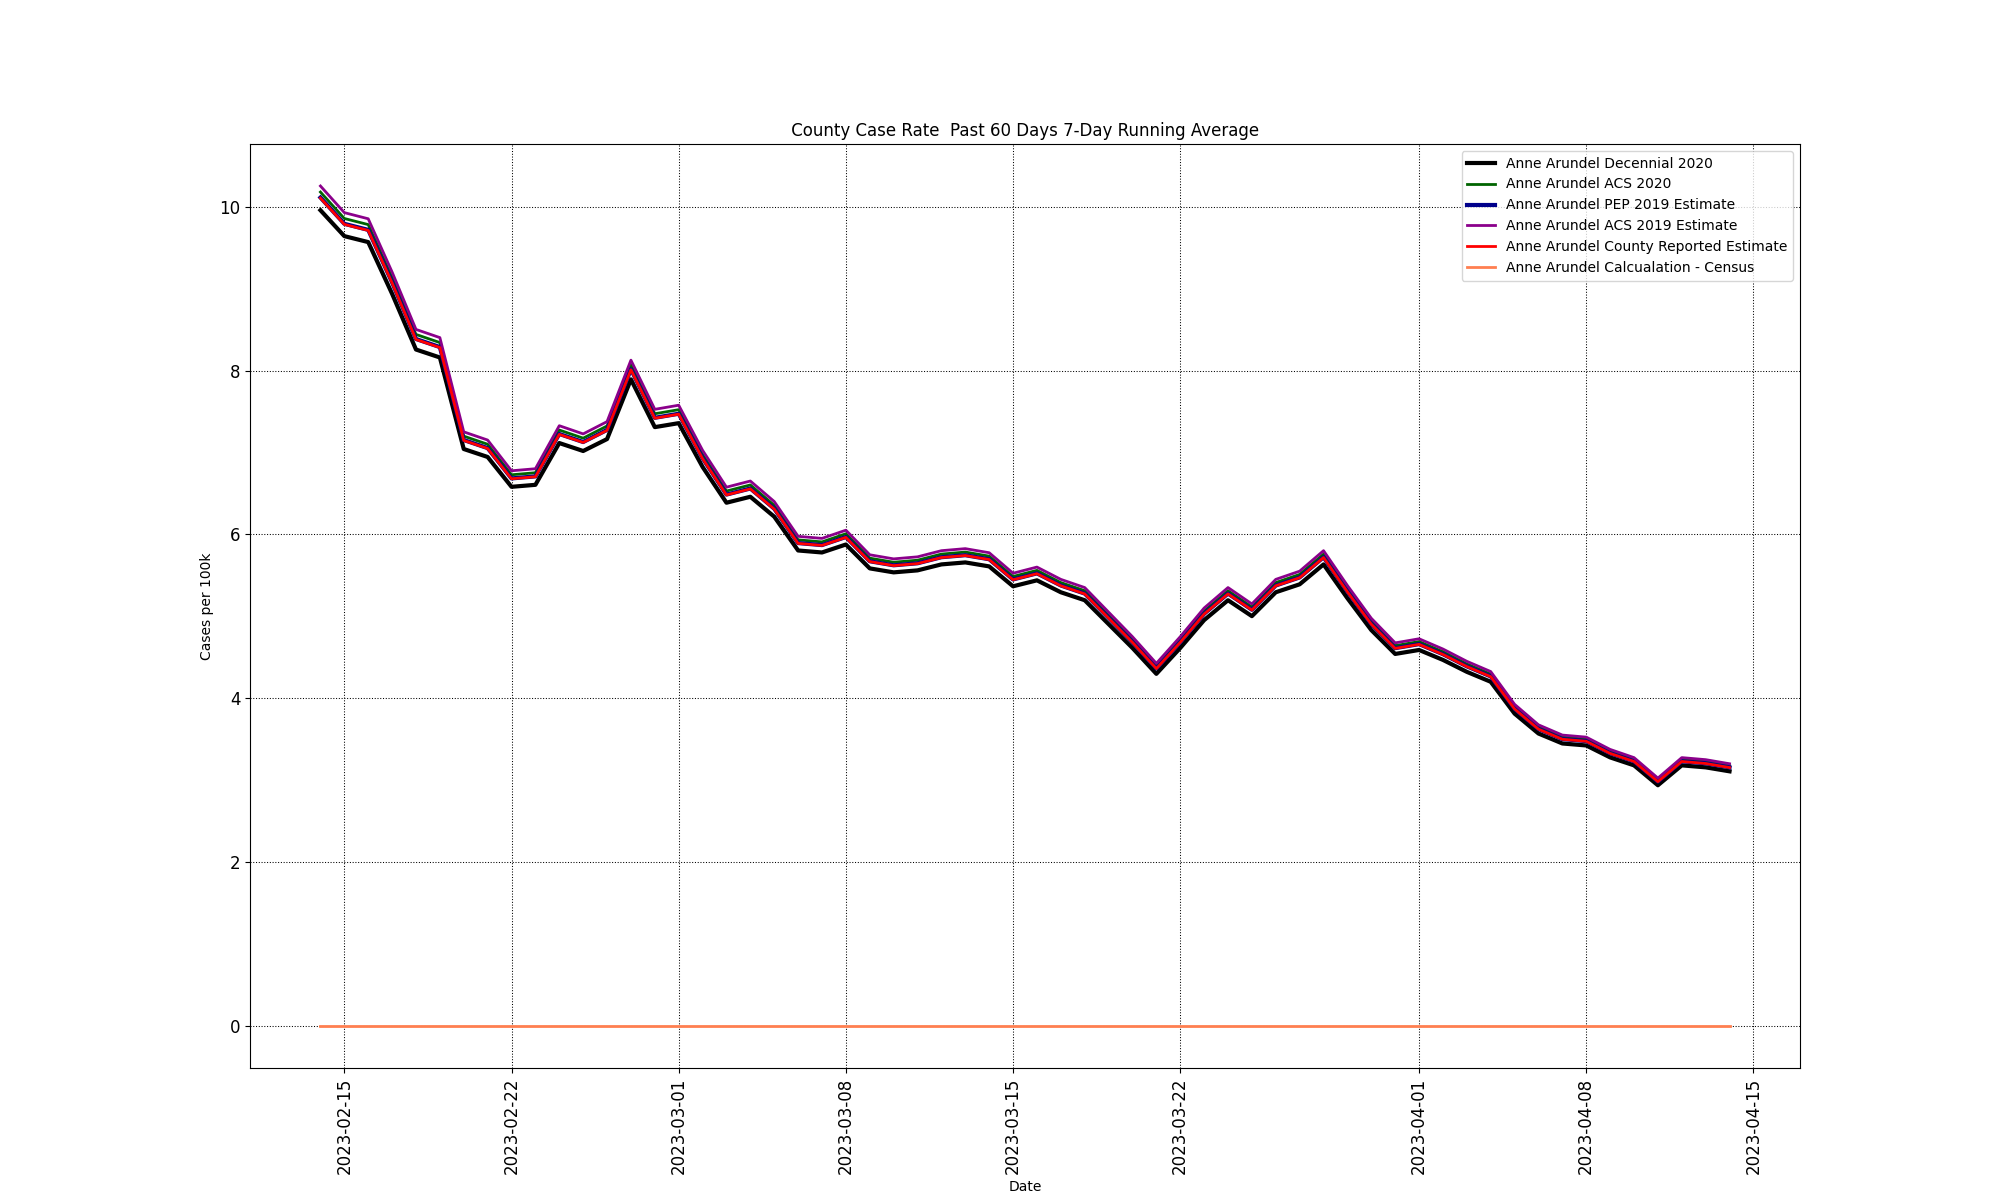 County Case Rate  Past 60 Days 7-Day Running Average
Anne Arundel Decennial 2020
Anne Arundel ACS 2020
Anne Arundel PEP 2019 Estimate
Anne Arundel ACS 2019 Estimate
Anne Arundel County Reported Estimate
Anne Arundel Calcualation - Census
Cases per 100k
10
8
6
4
2
0
2023-02-15
2023-02-22
2023-03-01
2023-03-08
2023-03-15
2023-03-22
2023-04-01
2023-04-08
2023-04-15
Date